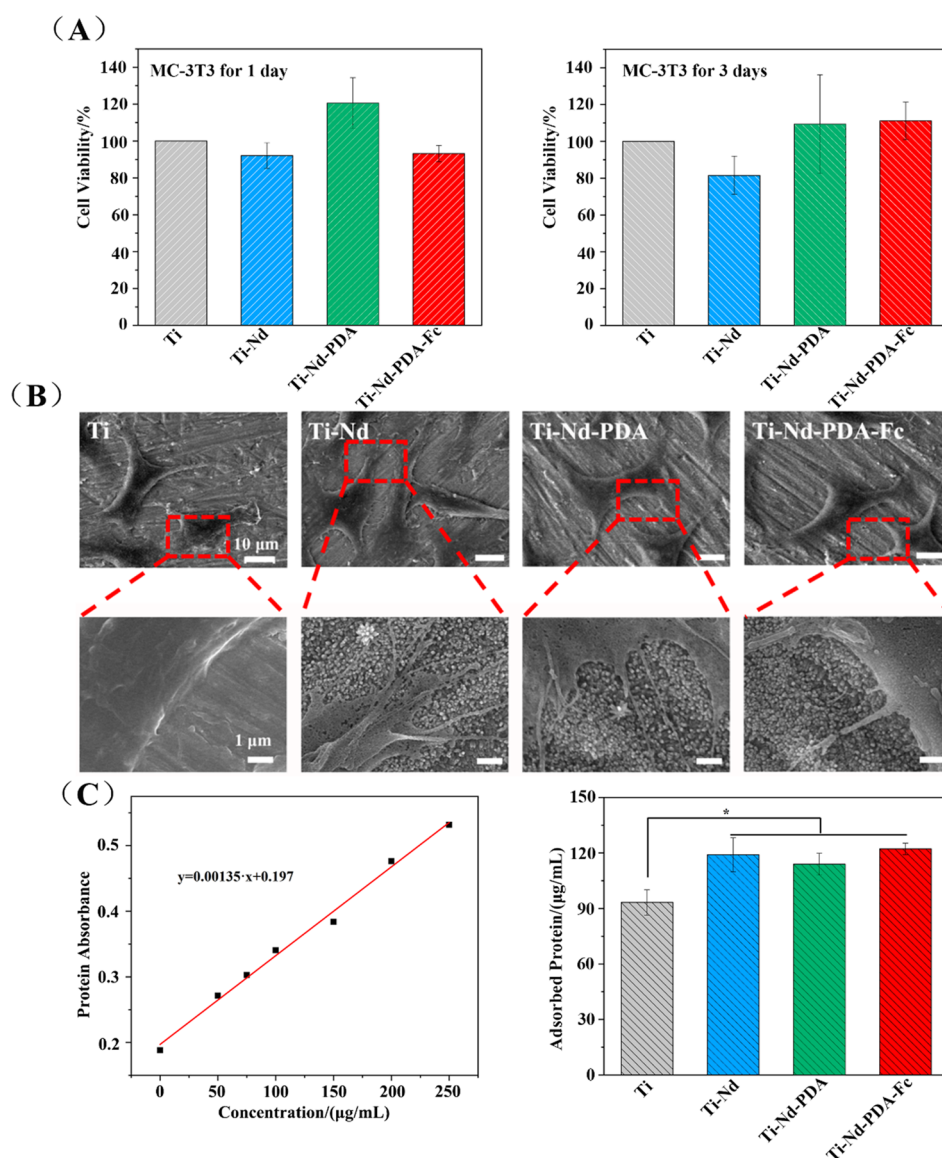 (A)
MC-3T3 for 1 day
Cell Viability/%
140
120
100
80
60
40
20
0
Ti
Ti-Nd
Ti-Nd-PDA
Ti-Nd-PDA-Fc
MC-3T3 for 3 days
Cell Viability/%
140
120
100
80
60
40
20
0
Ti
Ti-Nd
Ti-Nd-PDA
Ti-Nd-PDA-Fc
(B)
Ti
10 μm
Ti-Nd
Ti-Nd-PDA
Ti-Nd-PDA-Fc
1 μm
(C)
y=0.00135·x+0.197
Protein Absorbance
0.5
0.4
0.3
0.2
0
50
100
150
200
250
Concentration/(μg/mL)
*
Adsorbed Protein/(μg/mL)
150
120
90
60
30
0
Ti
Ti-Nd
Ti-Nd-PDA
Ti-Nd-PDA-Fc